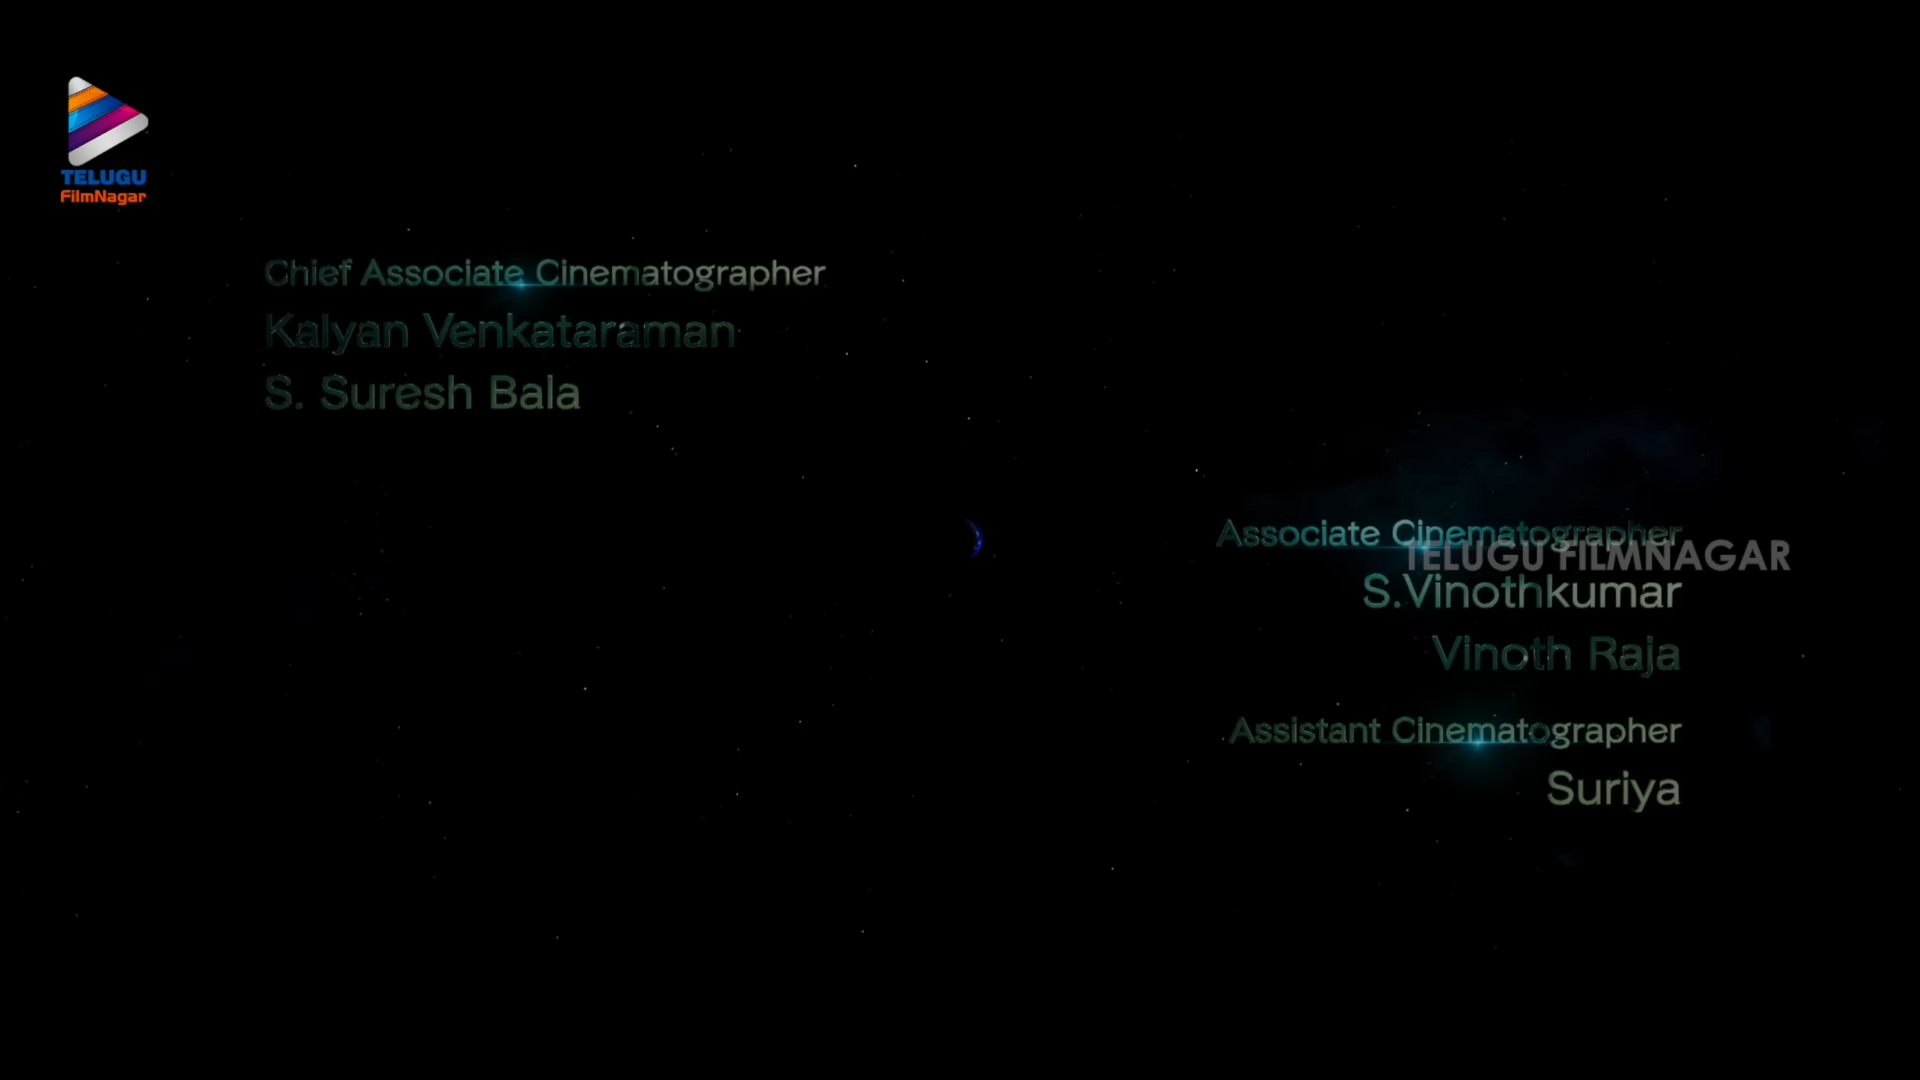 TELUGU
FilmNagar
Chief Associate Cinematographer
Kalyan Venkataraman
S. Suresh Bala
Associate Cinematographer
TELUGU FILMNAGAR
S.Vinothkumar
Vinoth Raja
Assistant Cinematographer
Suriya